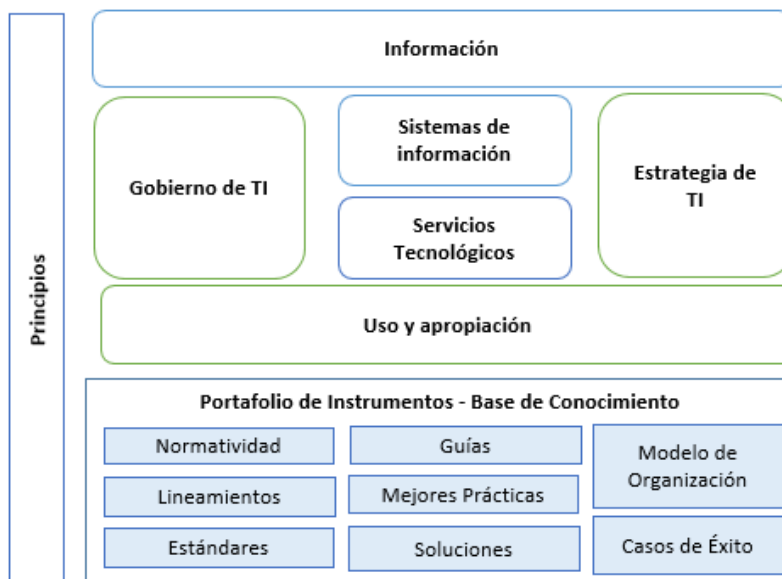 Principios
Información
Gobierno de TI
Sistemas de
información
Servicios
Tecnológicos
Estrategia de
TI
Uso y apropiación
Portafolio de Instrumentos - Base de Conocimiento
Normatividad
Guías
Modelo de
Organización
Lineamientos
Mejores Prácticas
Estándares
Soluciones
Casos de Éxito